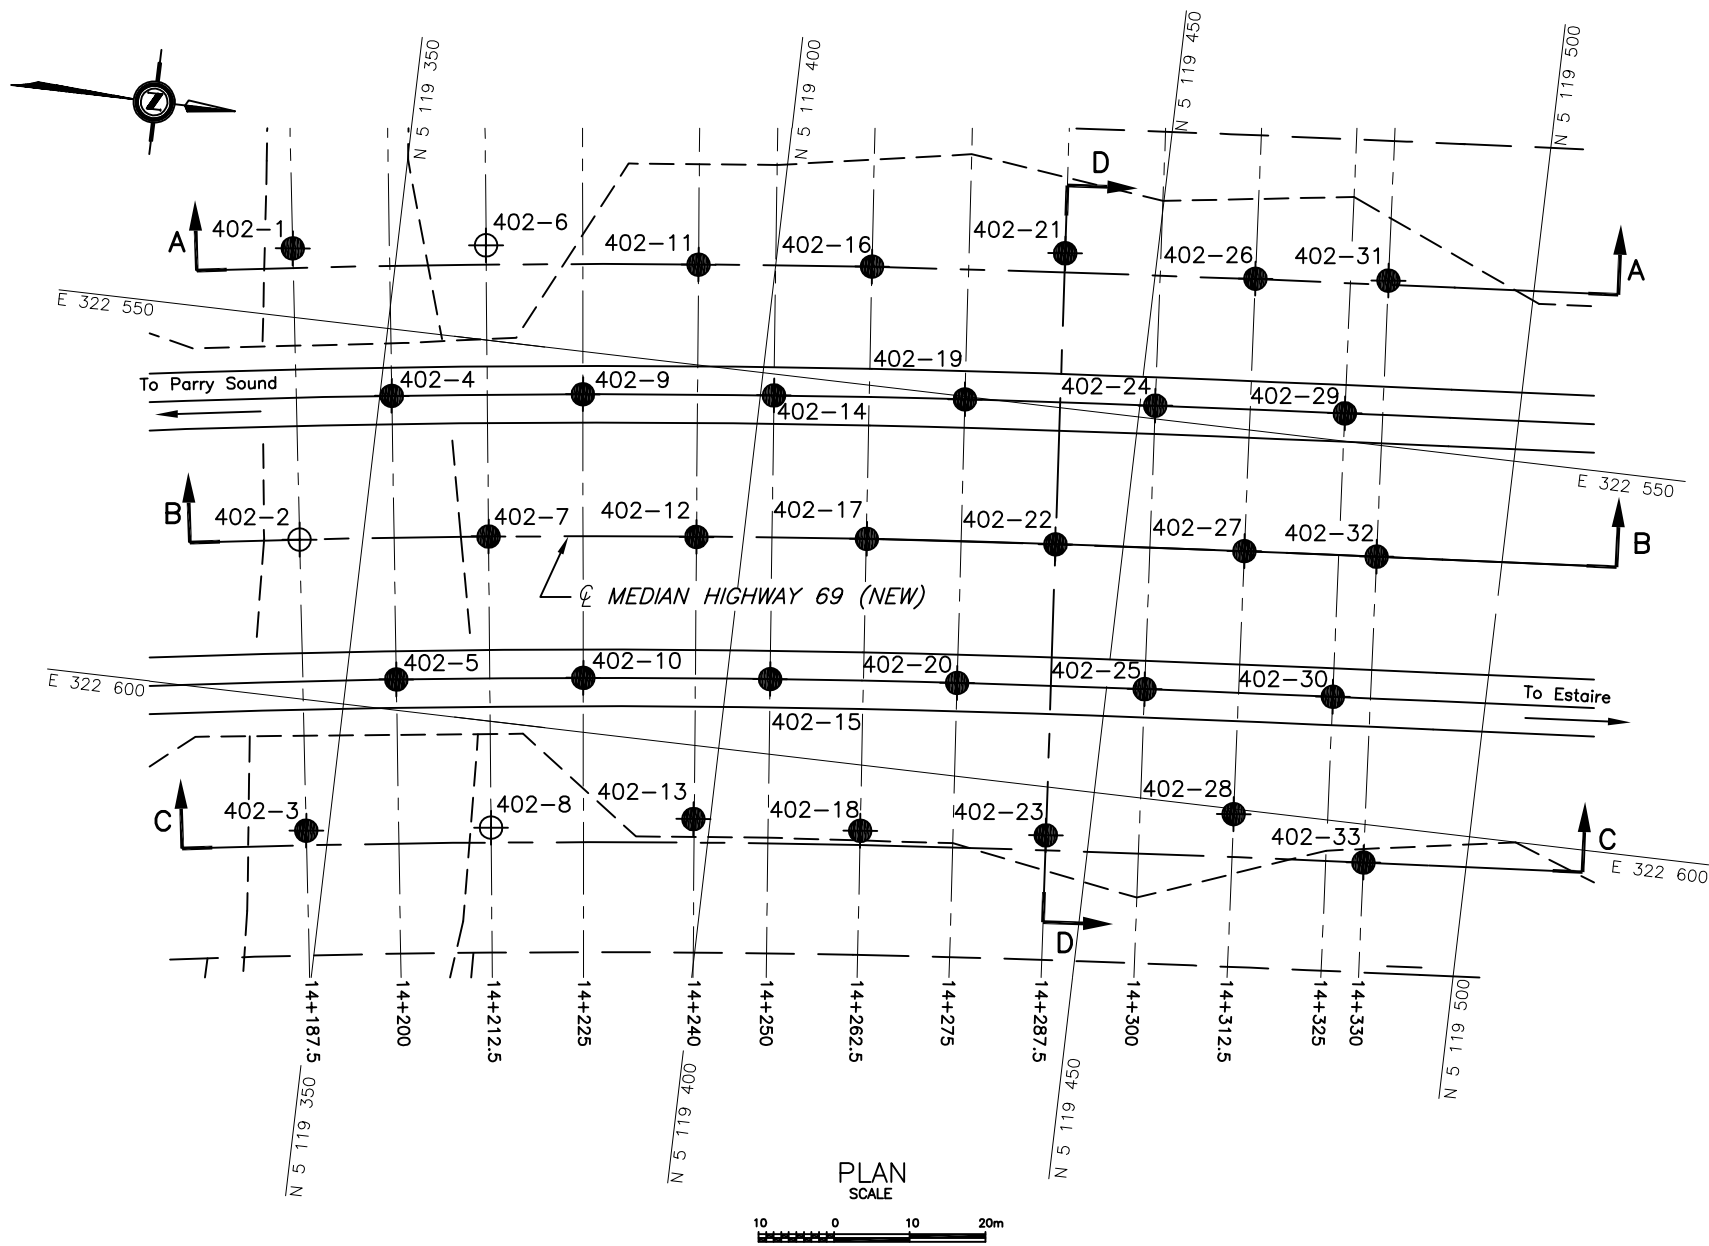 N 5 119 350
N 5 119 400
N 5 119 450
N 5 119 500
Z
D
402-1
402-6
402-11
402-16
402-21
402-26
402-31
A
A
E 322 550
402-19
To Parry Sound
402-4
402-9
402-14
402-24
402-29
E 322 550
B
402-2
402-7
402-12
402-17
402-22
402-27
402-32
B
℄ MEDIAN HIGHWAY 69 (NEW)
E 322 600
402-5
402-10
402-20
402-25
402-30
To Estaire
402-15
C
402-3
402-8
402-13
402-18
402-23
402-28
402-33
C
E 322 600
D
14+187.5
14+200
14+212.5
14+225
14+240
14+250
14+262.5
14+275
14+287.5
14+300
14+312.5
14+325
14+330
N 5 119 350
N 5 119 400
N 5 119 450
N 5 119 500
PLAN
SCALE
10 0 10 20m